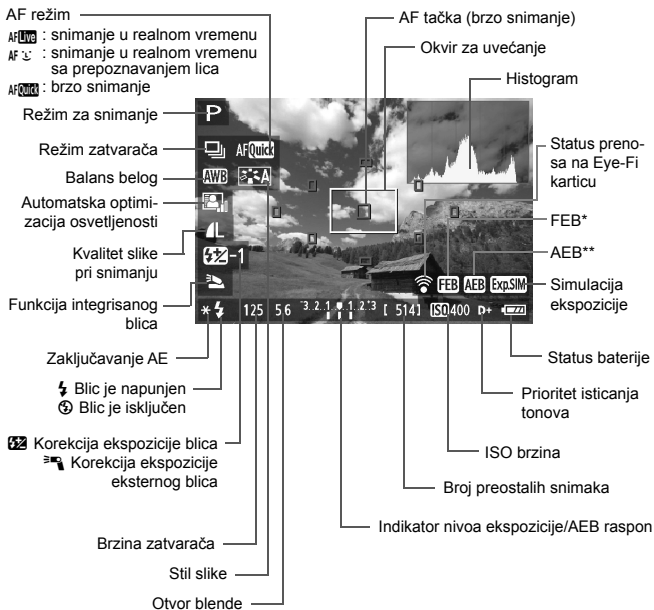 AF režim
AF Live : snimanje u realnom vremenu
AF : snimanje u realnom vremenu
sa prepoznavanjem lica
AF Quick : brzo snimanje
Režim za snimanje
Režim zatvarača
Balans belog
Automatska optimi-
zacija osvetljenosti
Kvalitet slike
pri snimanju
Funkcija integrisanog
blica
Zaključavanje AE
Blic je napunjen
Blic je isključen
Korekcija ekspozicije blica
Korekcija ekspozicije
eksternog blica
Brzina zatvarača
Stil slike
Otvor blende
AF tačka (brzo snimanje)
Okvir za uvećanje
Histogram
Status preno-
sa na Eye-Fi
karticu
FEB*
AEB**
Simulacija
ekspozicije
Status baterije
Prioritet isticanja
tonova
ISO brzina
Broj preostalih snimaka
Indikator nivoa ekspozicije/AEB raspon
P
AF Quick
AWB A
L
-1
FEB AEB Exp.SIM
* 125 5 6 -3..2..1..▼..1..2..+3 [ 514] ISO 400 D+